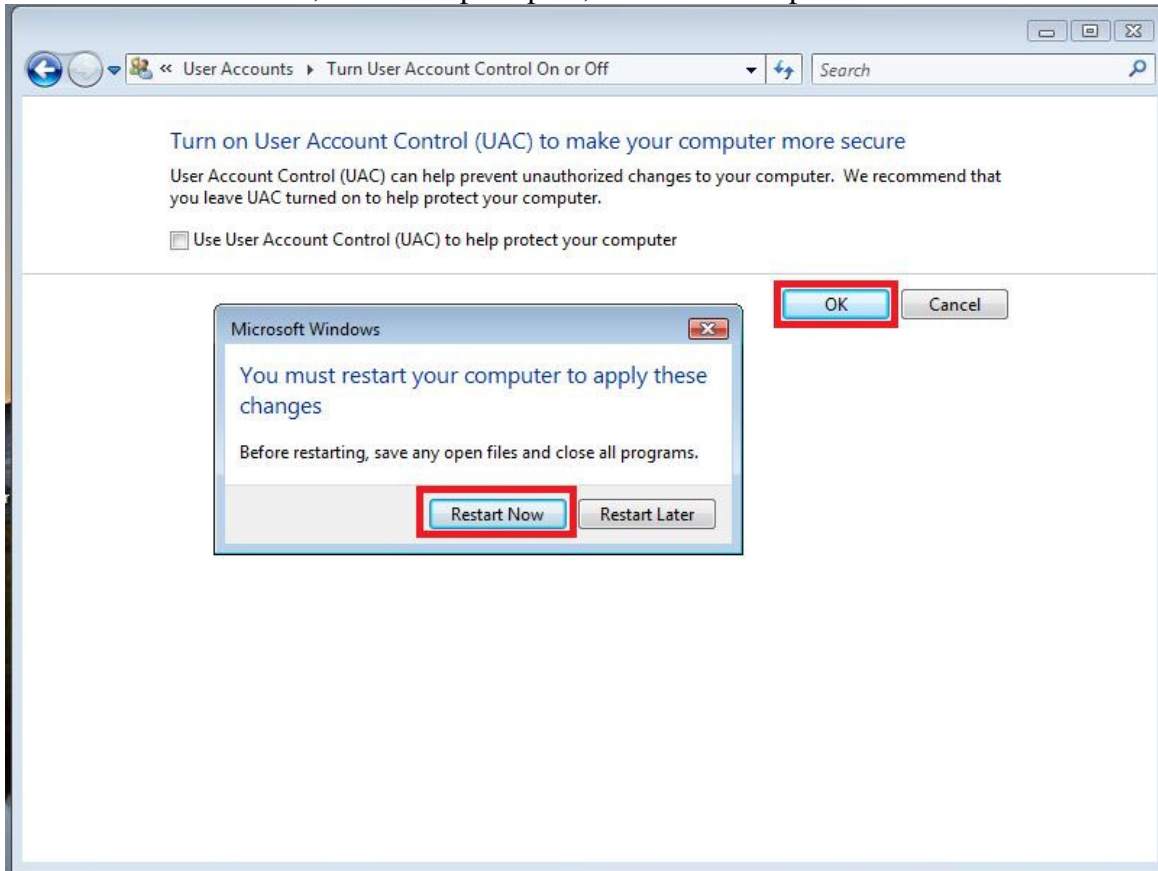 « User Accounts ▸ Turn User Account Control On or Off
Search
Turn on User Account Control (UAC) to make your computer more secure
User Account Control (UAC) can help prevent unauthorized changes to your computer. We recommend that
you leave UAC turned on to help protect your computer.
Use User Account Control (UAC) to help protect your computer
OK Cancel
Microsoft Windows
You must restart your computer to apply these
changes
Before restarting, save any open files and close all programs.
Restart Now Restart Later